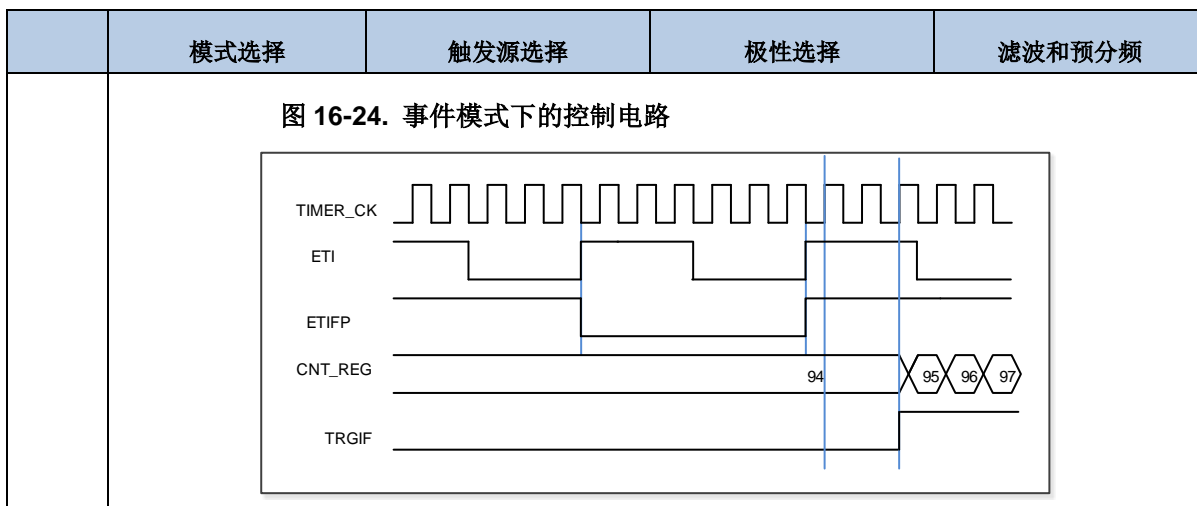 模式选择 触发源选择 极性选择 滤波和预分频
图 16-24. 事件模式下的控制电路
TIMER_CK
ETI
ETIFP
CNT_REG 94 95 96 97
TRGIF